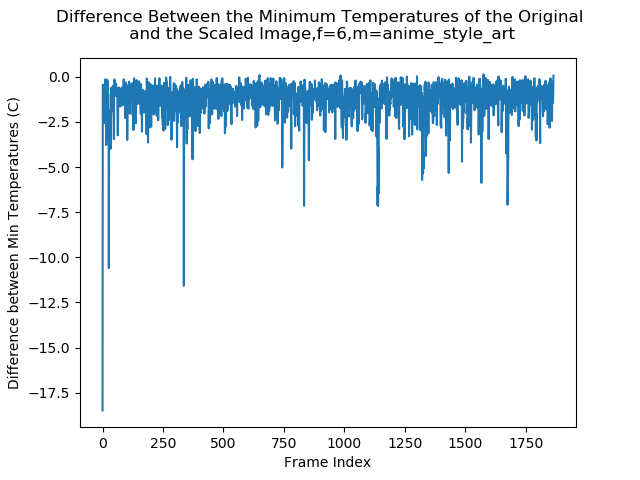 Difference Between the Minimum Temperatures of the Original
and the Scaled Image,f=6,m=anime_style_art
Difference between Min Temperatures (C)
0.0
−2.5
−5.0
−7.5
−10.0
−12.5
−15.0
−17.5
0 250 500 750 1000 1250 1500 1750
Frame Index